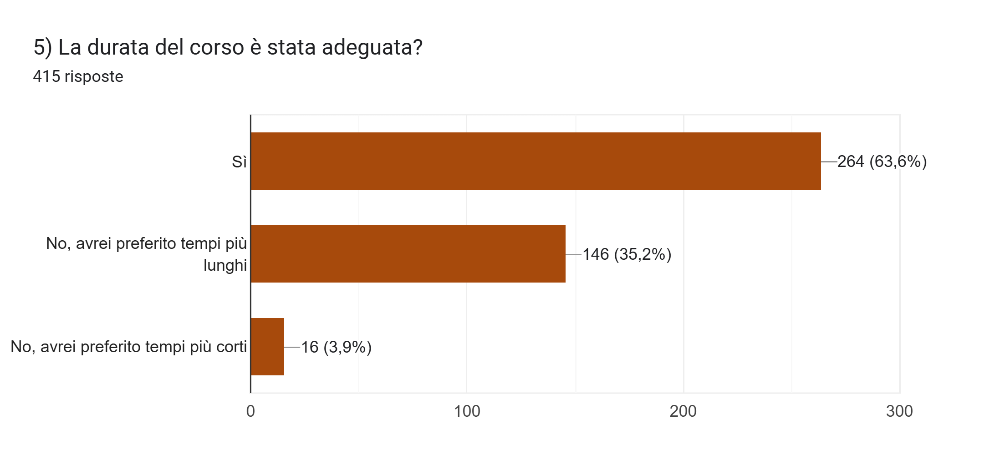 5) La durata del corso è stata adeguata?
415 risposte
Sì
264 (63,6%)
No, avrei preferito tempi più
lunghi
146 (35,2%)
No, avrei preferito tempi più corti
16 (3,9%)
0
100
200
300